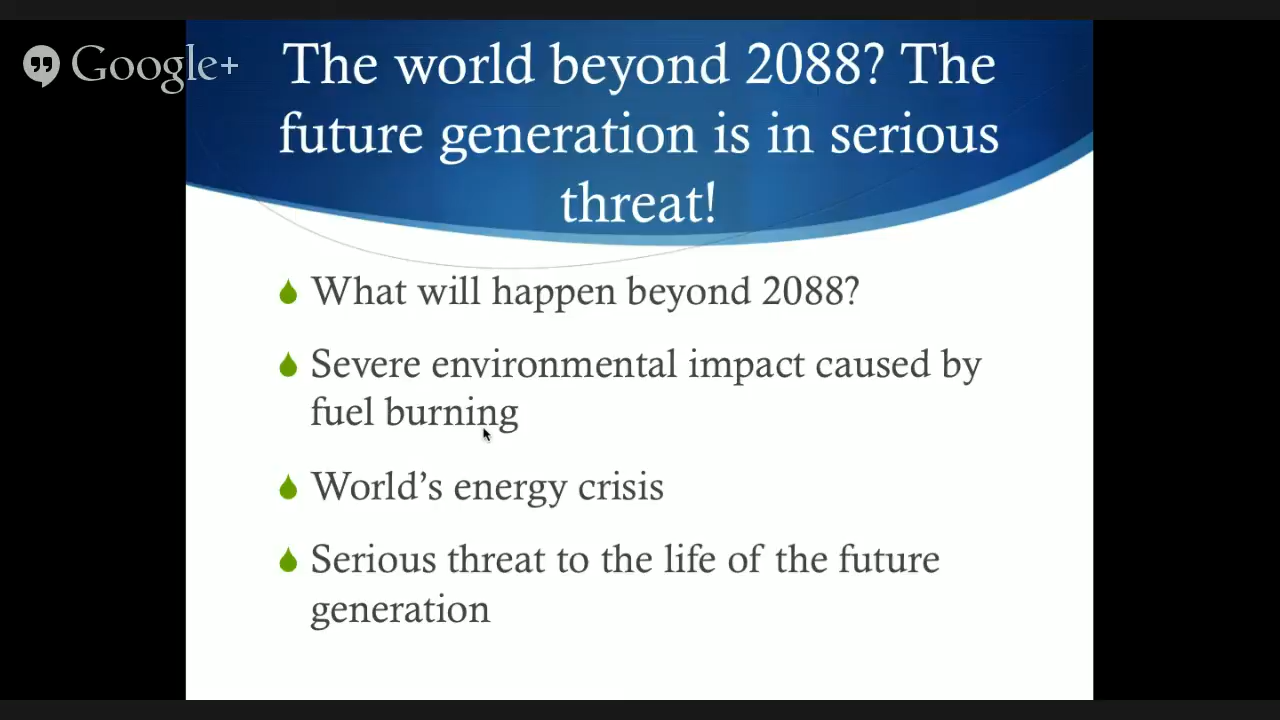 Google+
The world beyond 2088? The
future generation is in serious
threat!
What will happen beyond 2088?
Severe environmental impact caused by
fuel burning
World’s energy crisis
Serious threat to the life of the future
generation